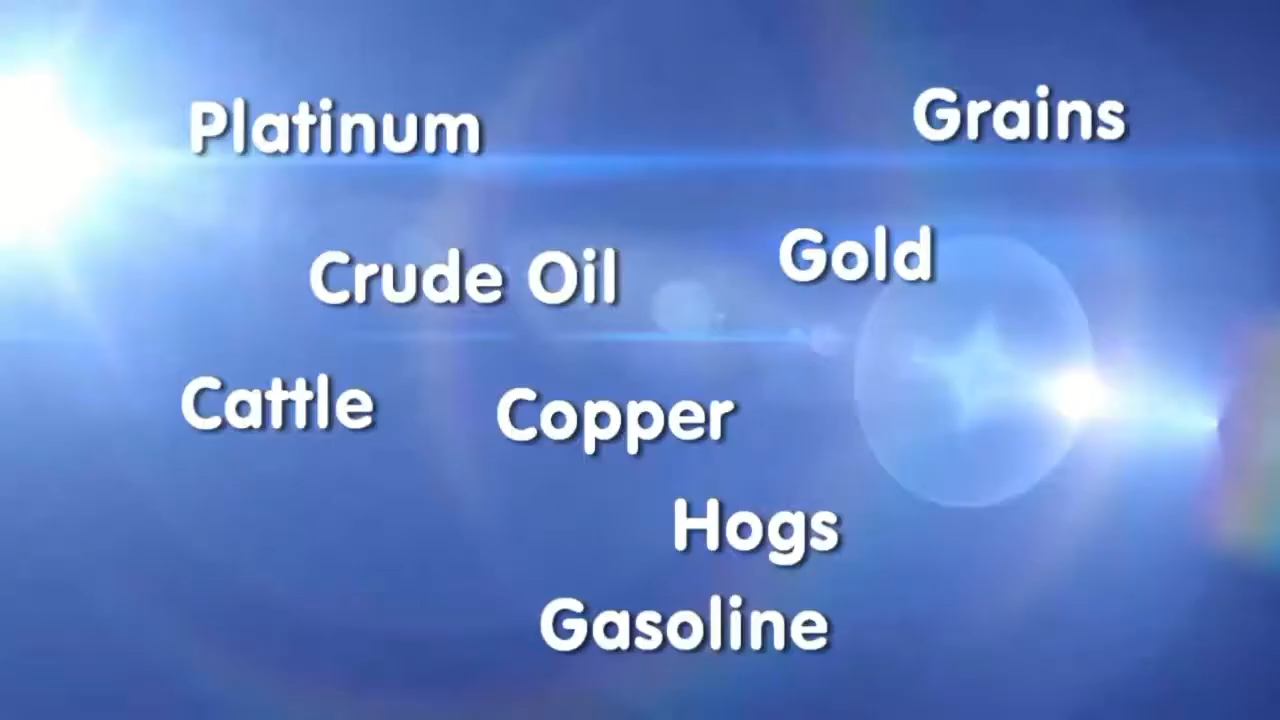 Platinum
Grains
Crude Oil
Gold
Cattle
Copper
Hogs
Gasoline